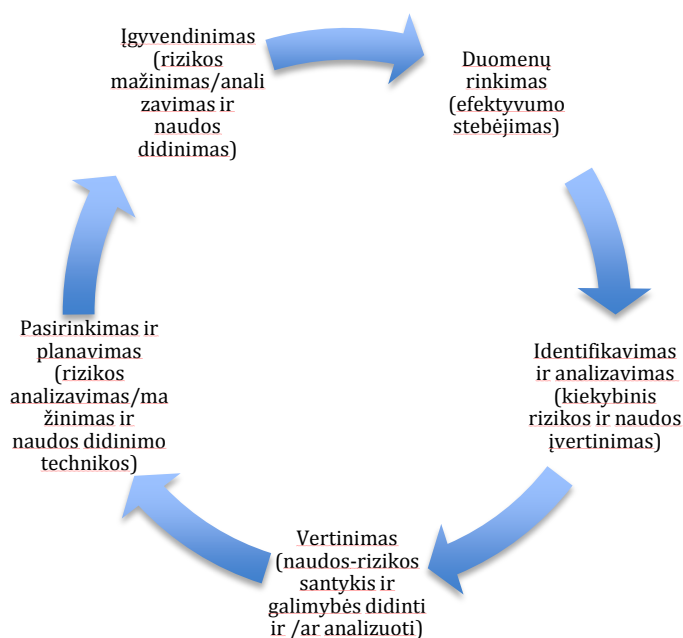 Įgyvendinimas
(rizikos
mažinimas/anali
zavimas ir
naudos
didinimas)
Duomenų
rinkimas
(efektyvumo
stebėjimas)
Identifikavimas
ir analizavimas
(kiekybinis
rizikos ir naudos
įvertinimas)
Vertinimas
(naudos-rizikos
santykis ir
galimybės didinti
ir /ar analizuoti)
Pasirinkimas ir
planavimas
(rizikos
analizavimas/ma
žinimas ir
naudos didinimo
technikos)